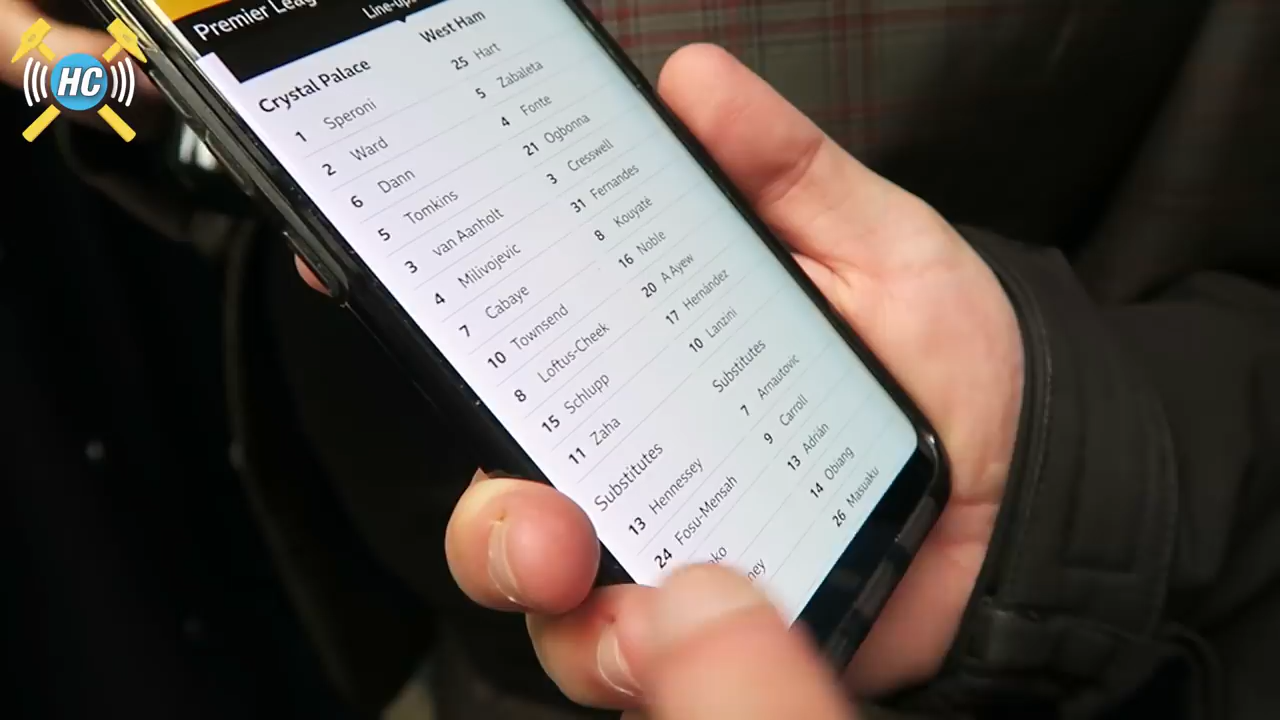 HC
Premier
Line-ups
Crystal Palace
1 Speroni
2 Ward
6 Dann
5 Tomkins
3 van Aanholt
4 Milivojevic
7 Cabaye
10 Townsend
8 Loftus-Cheek
15 Schlupp
11 Zaha
Substitutes
13 Hennessey
24 Fosu-Mensah
West Ham
25 Hart
5 Zabaleta
4 Fonte
21 Ogbonna
3 Cresswell
31 Fernandes
8 Kouyaté
16 Noble
20 A Ayew
17 Hernández
10 Lanzini
Substitutes
7 Arnautovic
9 Carroll
13 Adrián
14 Obiang
26 Masuaku